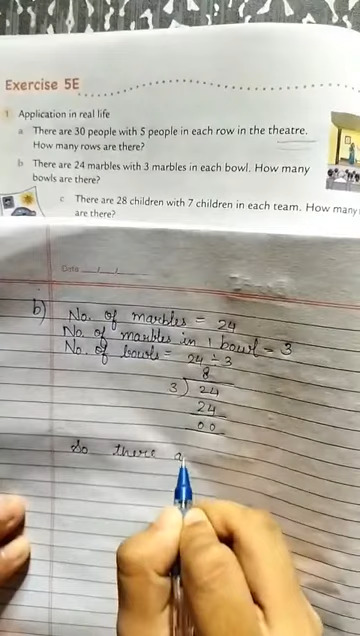 Exercise 5E
1 Application in real life
a There are 30 people with 5 people in each row in the theatre.
How many rows are there?
b There are 24 marbles with 3 marbles in each bowl. How many
bowls are there?
c There are 28 children with 7 children in each team. How many
are there?
Date / /
b) No. of marbles = 24
No. of marbles in 1 bowl = 3
No. of bowls = 24 ÷ 3
8
3) 24
24
00
So there a